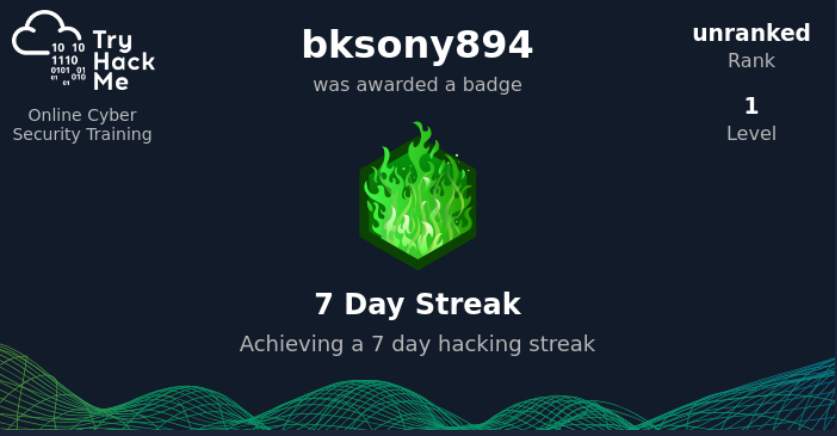 Try
Hack
Me
10 10
1110
0101 01
01 010
01
Online Cyber
Security Training
bksony894
was awarded a badge
unranked
Rank
1
Level
7 Day Streak
Achieving a 7 day hacking streak